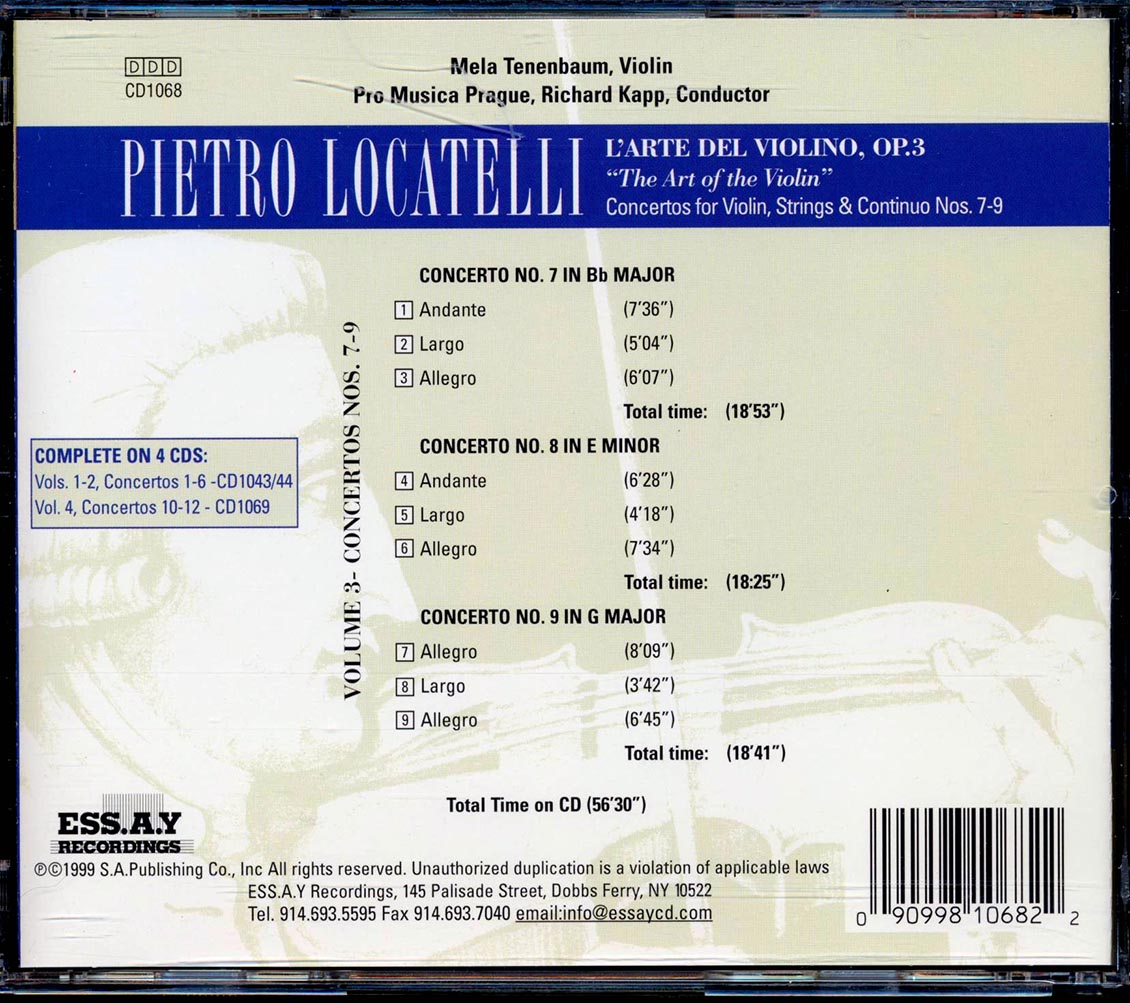 DDD
CD1068
Mela Tenenbaum, Violin
Pro Musica Prague, Richard Kapp, Conductor
PIETRO LOCATELLI
L'ARTE DEL VIOLINO, OP.3
“The Art of the Violin”
Concertos for Violin, Strings & Continuo Nos. 7-9
CONCERTO NO. 7 IN Bb MAJOR
1 Andante (7'36”)
2 Largo (5'04”)
3 Allegro (6'07”)
Total time: (18'53”)
CONCERTO NO. 8 IN E MINOR
4 Andante (6'28”)
5 Largo (4'18”)
6 Allegro (7'34”)
Total time: (18:25”)
CONCERTO NO. 9 IN G MAJOR
7 Allegro (8'09”)
8 Largo (3'42”)
9 Allegro (6'45”)
Total time: (18'41”)
Total Time on CD (56'30”)
VOLUME 3- CONCERTOS NOS. 7-9
COMPLETE ON 4 CDS:
Vols. 1-2, Concertos 1-6 -CD1043/44
Vol. 4, Concertos 10-12 - CD1069
ESS.A.Y
RECORDINGS
℗©1999 S.A.Publishing Co., Inc All rights reserved. Unauthorized duplication is a violation of applicable laws
ESS.A.Y Recordings, 145 Palisade Street, Dobbs Ferry, NY 10522
Tel. 914.693.5595 Fax 914.693.7040 email:info@essaycd.com
0 90998 10682 2